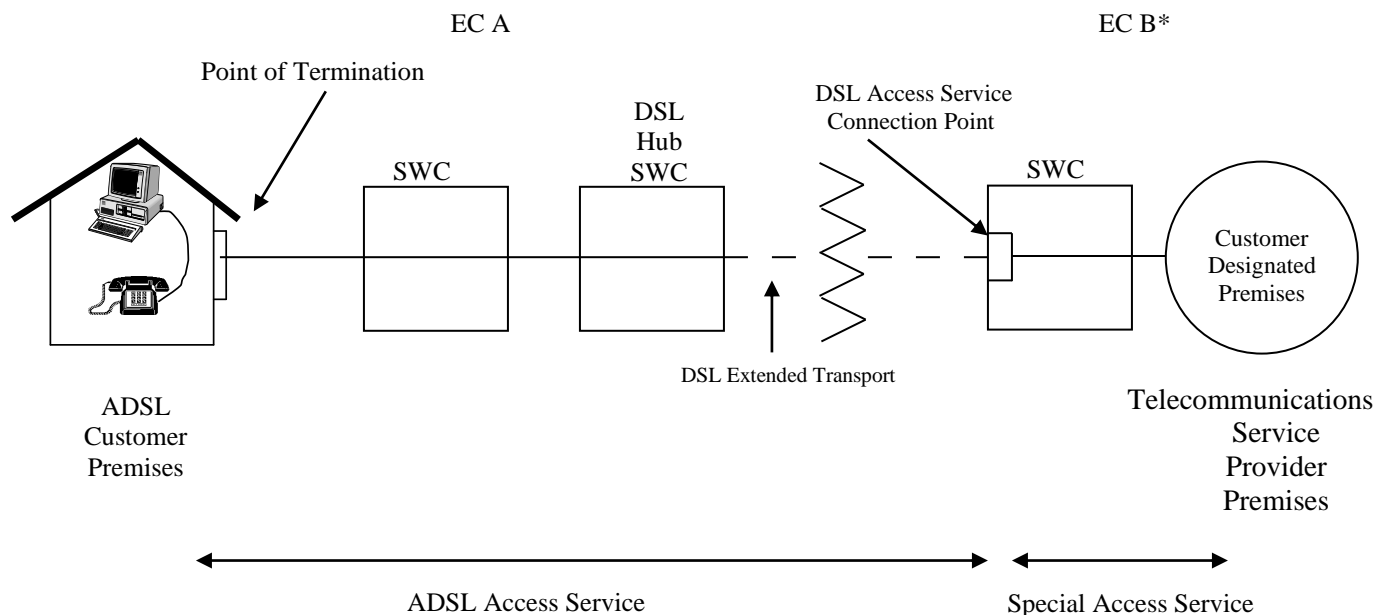 EC A
EC B*
Point of Termination
DSL Access Service
Connection Point
DSL
Hub
SWC
SWC
SWC
Customer
Designated
Premises
DSL Extended Transport
ADSL
Customer
Premises
Telecommunications
Service
Provider
Premises
ADSL Access Service
Special Access Service